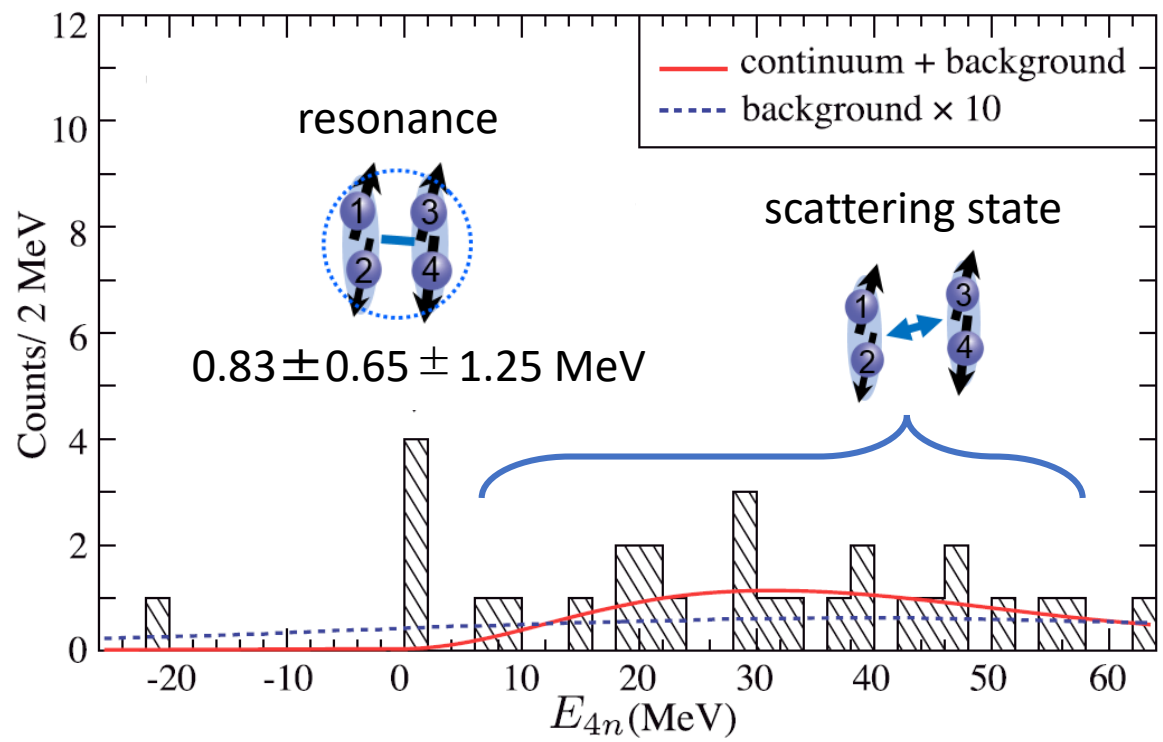 12
10
8
6
4
2
0
Counts/ 2 MeV
continuum + background
background × 10
resonance
1 3
2 4
0.83±0.65±1.25 MeV
scattering state
1 3
2 4
-20 -10 0 10 20 30 40 50 60
E4n(MeV)